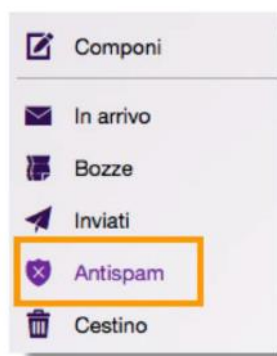 Componi
In arrivo
Bozze
Inviati
Antispam
Cestino